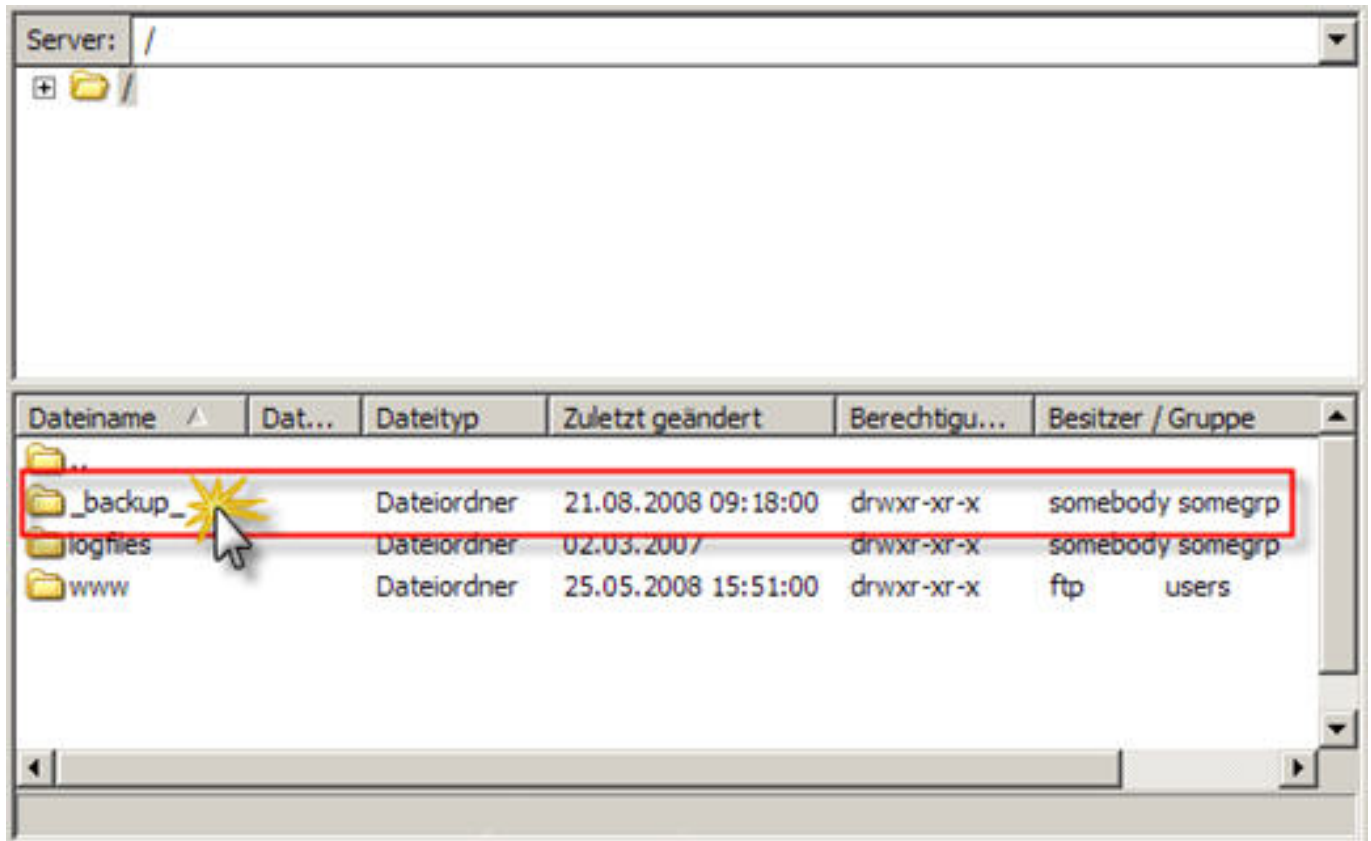 Server: /
/
Dateiname Dat... Dateityp Zuletzt geändert Berechtigu... Besitzer / Gruppe
..
_backup_ Dateiordner 21.08.2008 09:18:00 drwxr-xr-x somebody somegrp
logfiles Dateiordner 02.03.2007 drwxr-xr-x somebody somegrp
www Dateiordner 25.05.2008 15:51:00 drwxr-xr-x ftp users